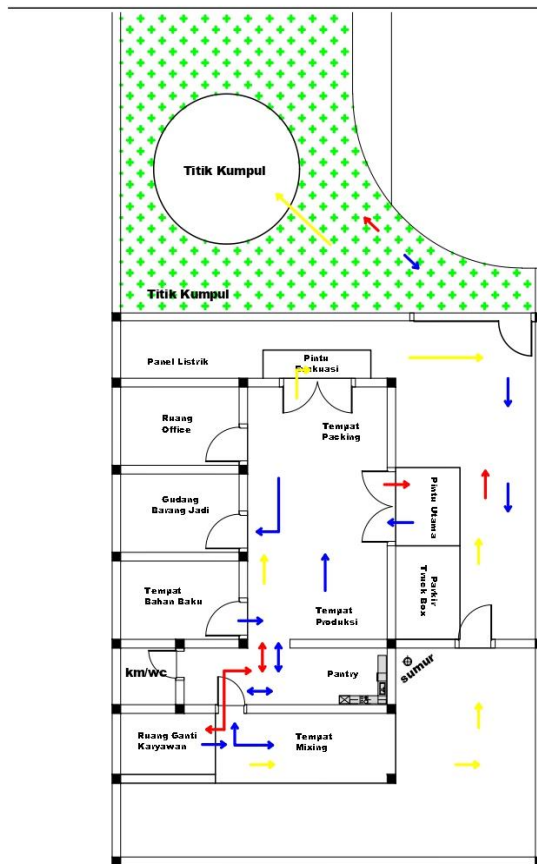 Titik Kumpul
Titik Kumpul
Panel Listrik
Pintu
Evakuasi
Ruang
Office
Tempat
Packing
Gudang
Barang Jadi
Pintu Utama
Tempat
Bahan Baku
Tempat
Produksi
Parkir
Truck Box
km/wc
Pantry
sumur
Ruang Ganti
Karyawan
Tempat
Mixing